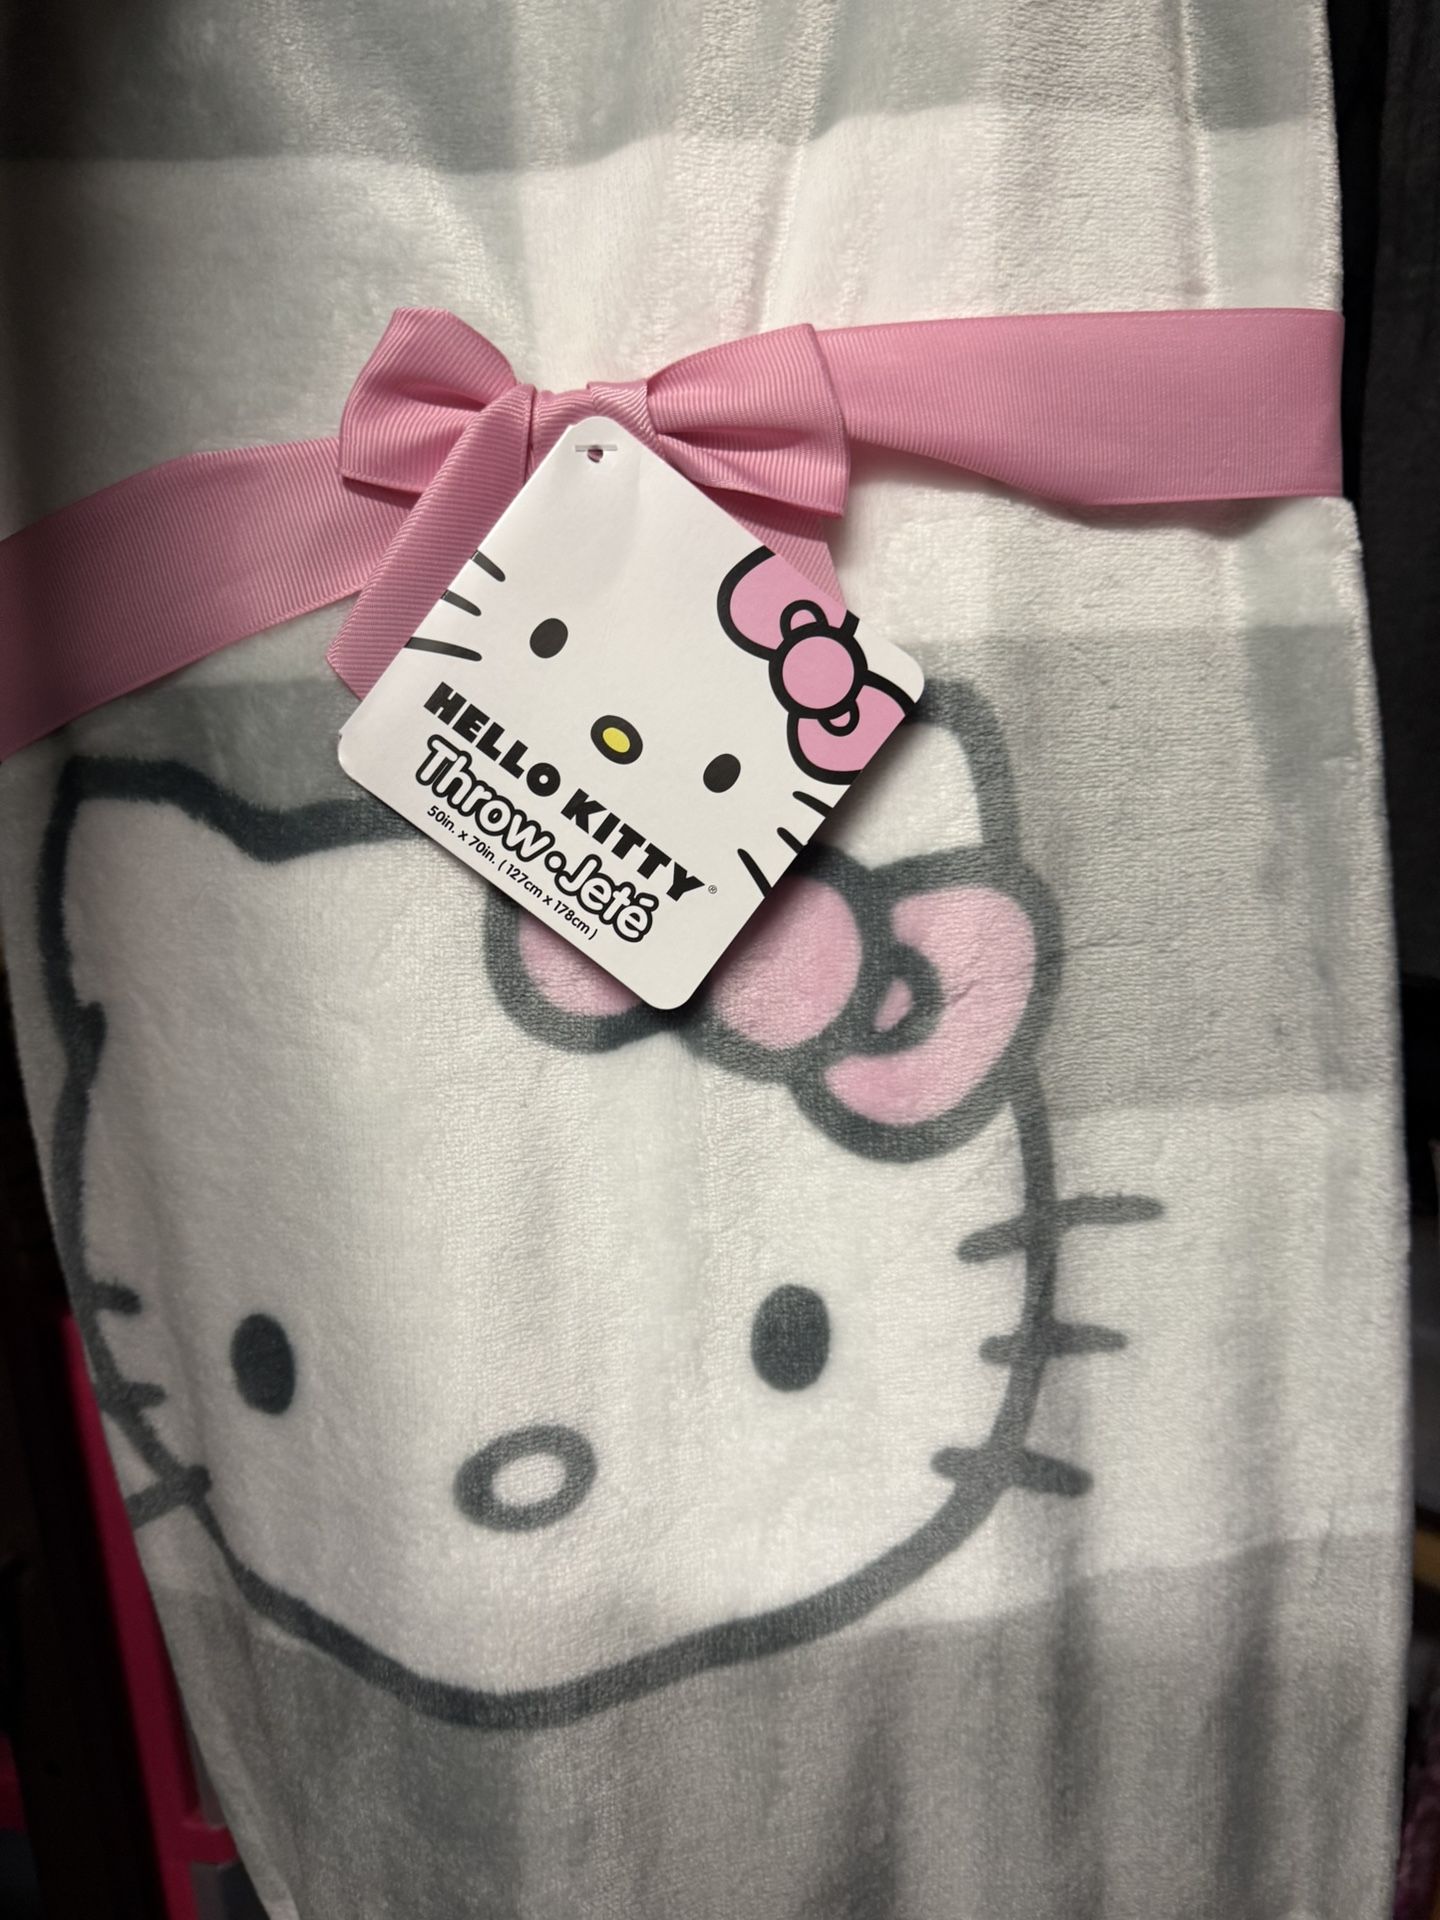 HELLO KITTY®
Throw•Jeté
50in. x 70in. (127cm x 178cm)